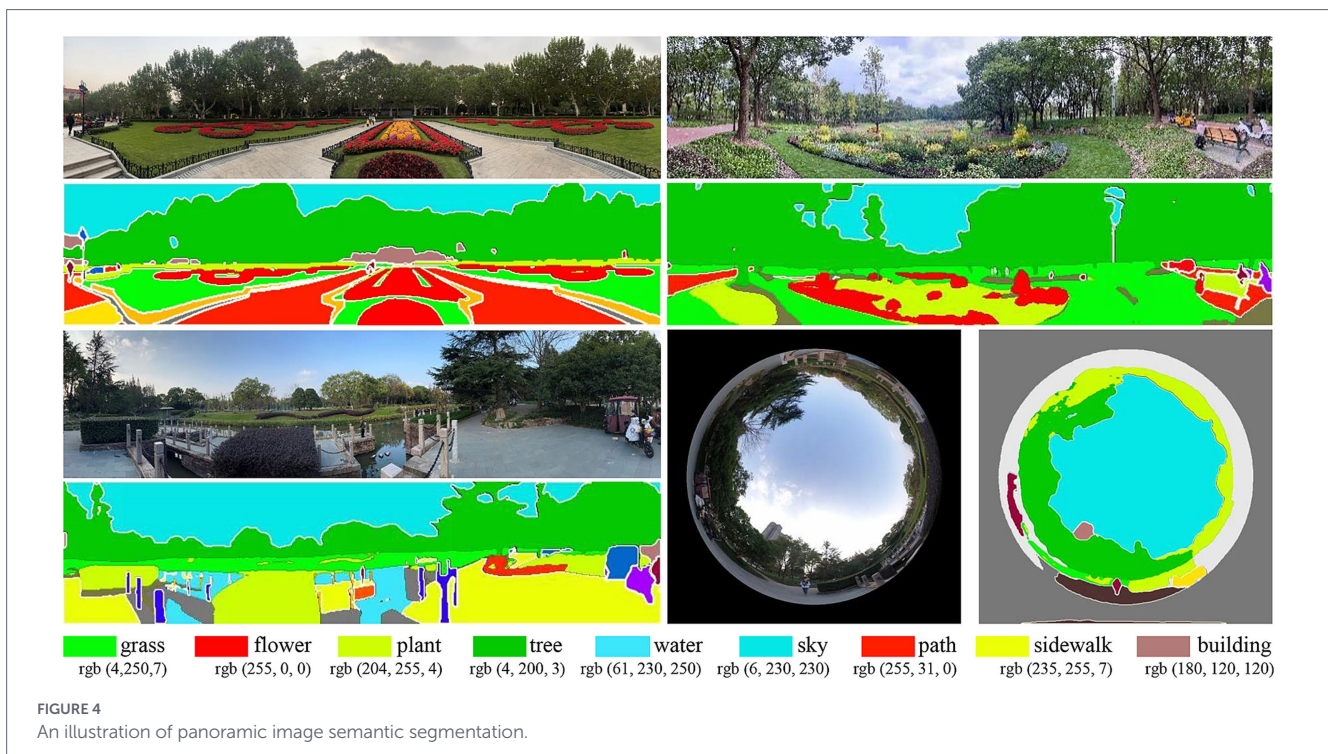 grass flower plant tree water sky path sidewalk building
rgb (4,250,7) rgb (255, 0, 0) rgb (204, 255, 4) rgb (4, 200, 3) rgb (61, 230, 250) rgb (6, 230, 230) rgb (255, 31, 0) rgb (235, 255, 7) rgb (180, 120, 120)
FIGURE 4
An illustration of panoramic image semantic segmentation.